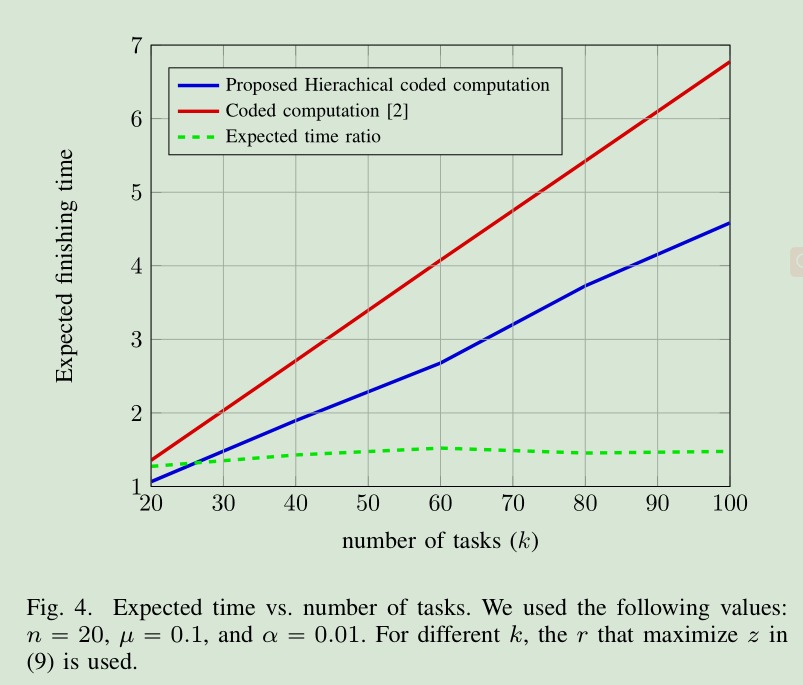 7
6
5
4
3
2
1
Expected finishing time
Proposed Hierachical coded computation
Coded computation [2]
Expected time ratio
20 30 40 50 60 70 80 90 100
number of tasks (k)
Fig. 4. Expected time vs. number of tasks. We used the following values:
n = 20, μ = 0.1, and α = 0.01. For different k, the r that maximize z in
(9) is used.